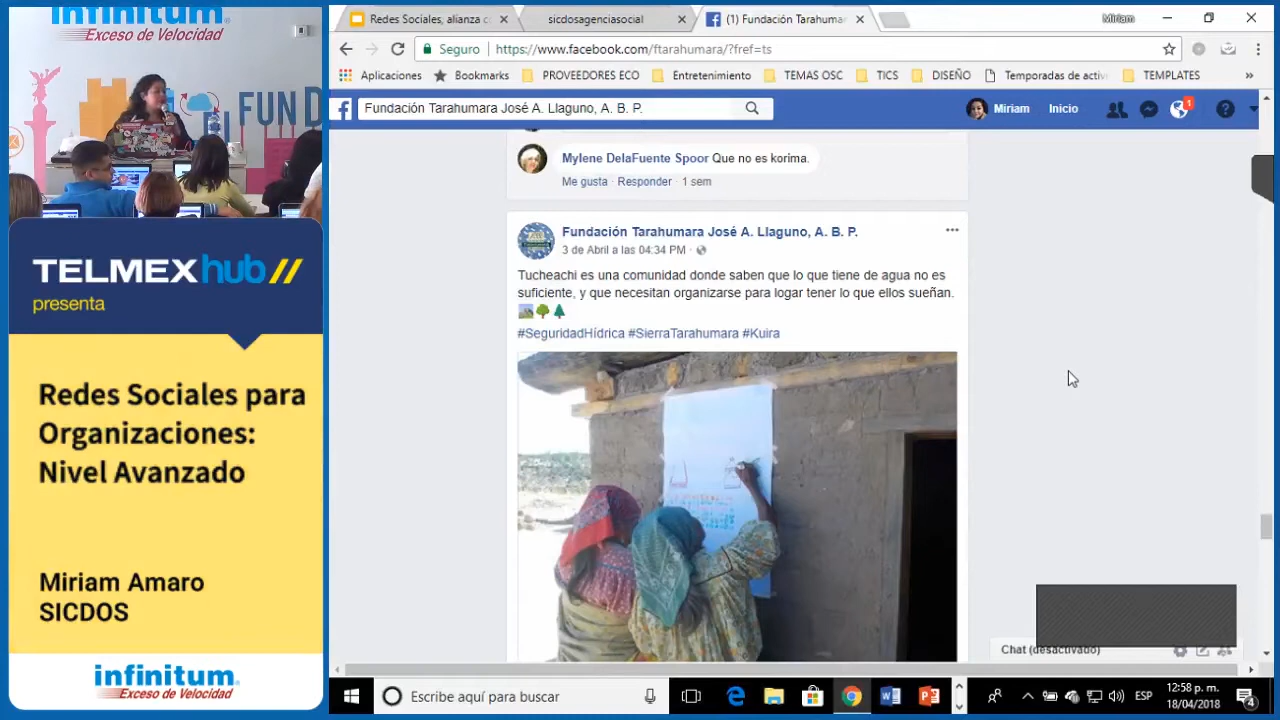 infinitum
Exceso de Velocidad
FUND
TELMEXhub//
presenta
Redes Sociales para
Organizaciones:
Nivel Avanzado
Miriam Amaro
SICDOS
infinitum
Exceso de Velocidad
Redes Sociales, alianza c
sicdosagenciasocial
(1) Fundación Tarahumar
Miriam
Seguro
https://www.facebook.com/ftarahumara/?fref=ts
Aplicaciones
Bookmarks
PROVEEDORES ECO
Entretenimiento
TEMAS OSC
TICS
DISEÑO
Temporadas de activ
TEMPLATES
»
Fundación Tarahumara José A. Llaguno, A. B. P.
Miriam
Inicio
1
Mylene DelaFuente Spoor Que no es korima.
Me gusta · Responder · 1 sem
Fundación Tarahumara José A. Llaguno, A. B. P.
3 de Abril a las 04:34 PM ·
Tucheachi es una comunidad donde saben que lo que tiene de agua no es
suficiente, y que necesitan organizarse para logar tener lo que ellos sueñan.
#SeguridadHídrica #SierraTarahumara #Kuira
Chat (desactivado)
Escribe aquí para buscar
ESP
12:58 p. m.
18/04/2018
4